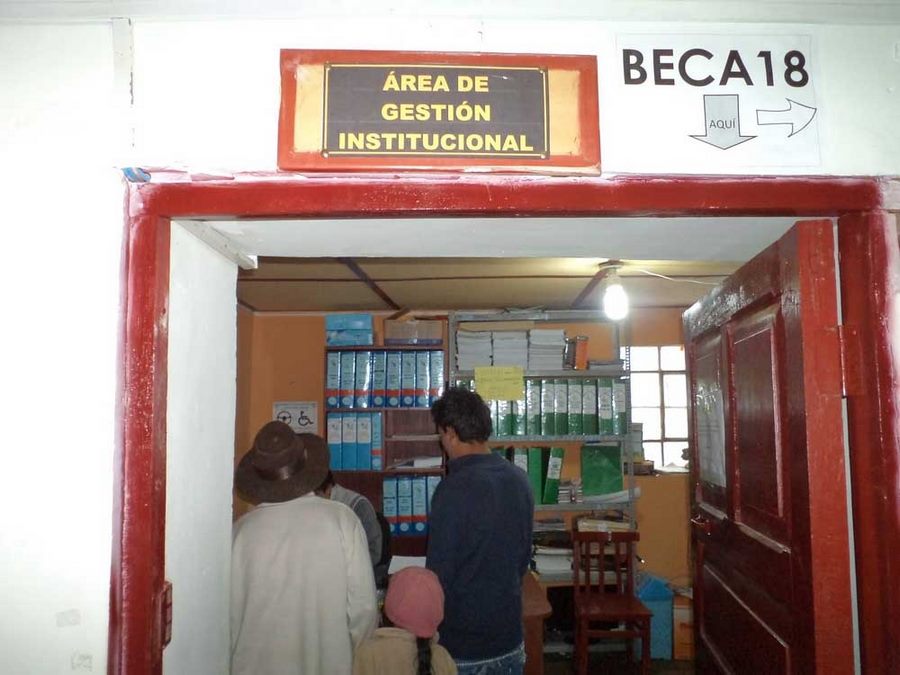 ÁREA DE
GESTIÓN
INSTITUCIONAL
BECA18
AQUÍ